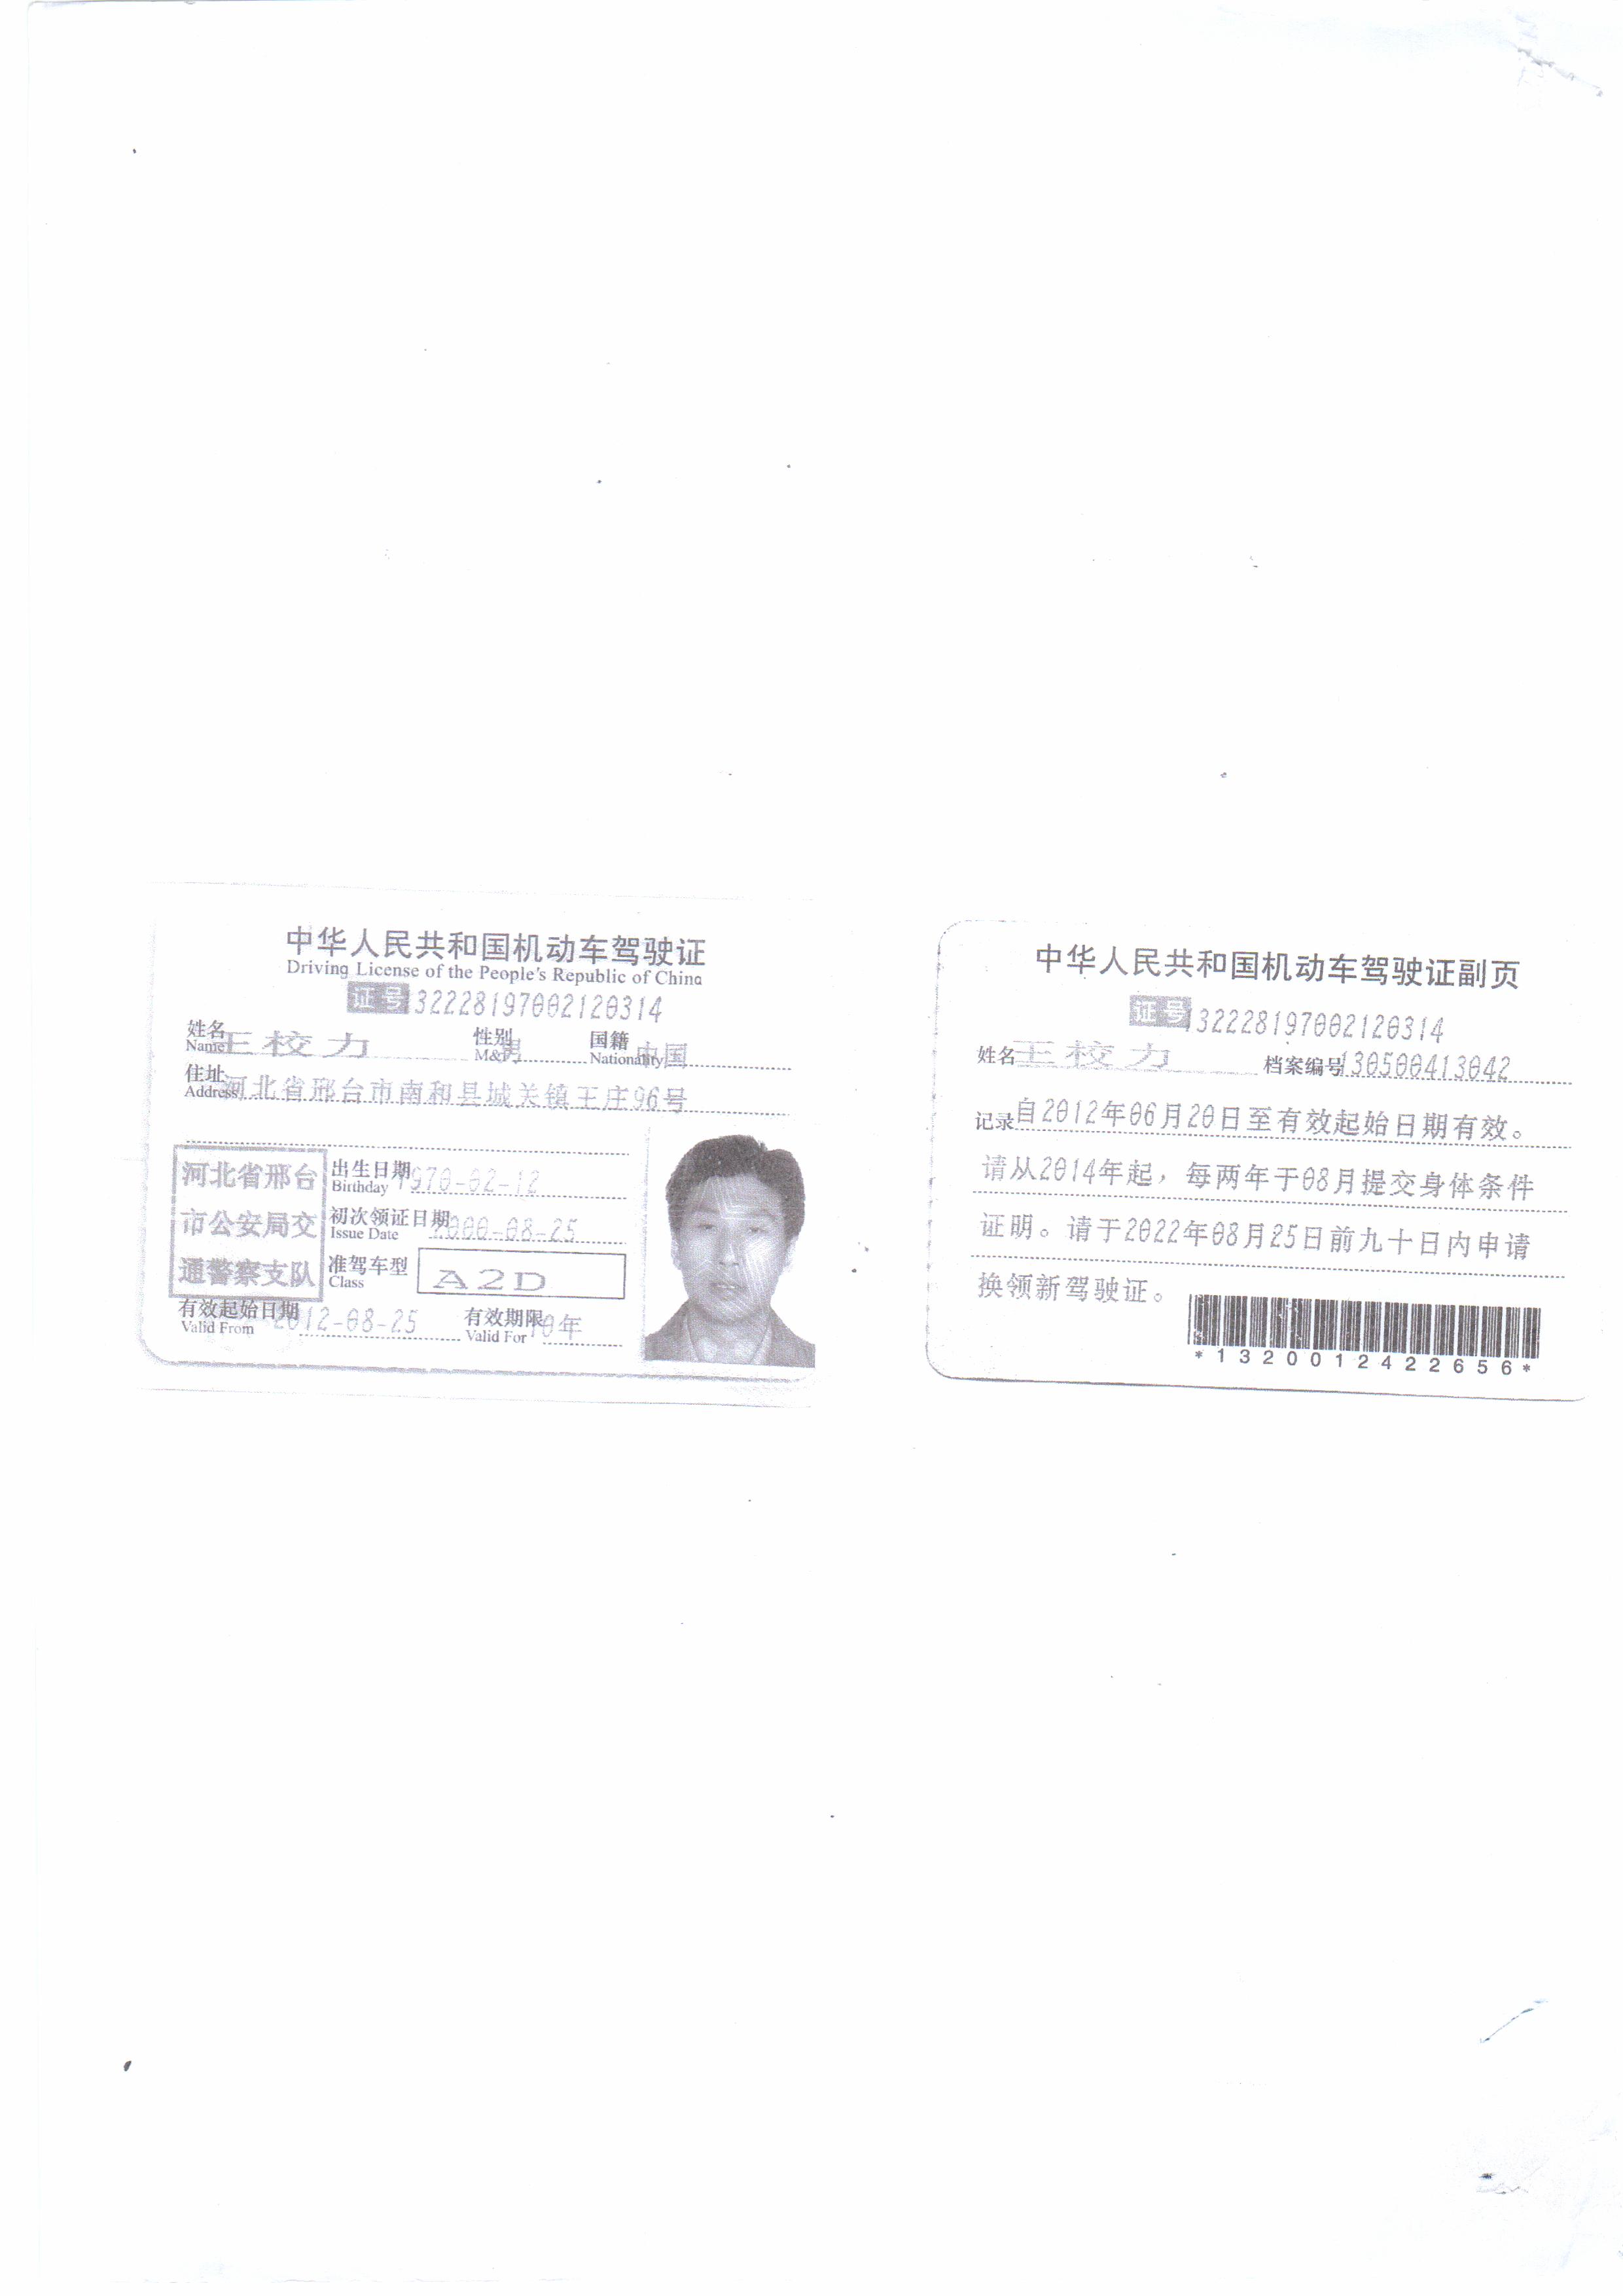 中华人民共和国机动车驾驶证
Driving License of the People's Republic of China
证号 32228197002120314
姓名 王校力 性别 男 国籍 中国
Name M&F Nationality
住址 河北省邢台市南和县城关镇王庄96号
Address
河北省邢台
市公安局交
通警察支队
出生日期 1970-02-12
Birthday
初次领证日期 2000-08-25
Issue Date
准驾车型 A2D
Class
有效起始日期 2012-08-25 有效期限 10年
Valid From Valid For
中华人民共和国机动车驾驶证副页
证号 132228197002120314
姓名 王校力 档案编号 130500413042
记录 自2012年06月20日至有效起始日期有效。
请从2014年起，每两年于08月提交身体条件
证明。请于2022年08月25日前九十日内申请
换领新驾驶证。
*1320012422656*